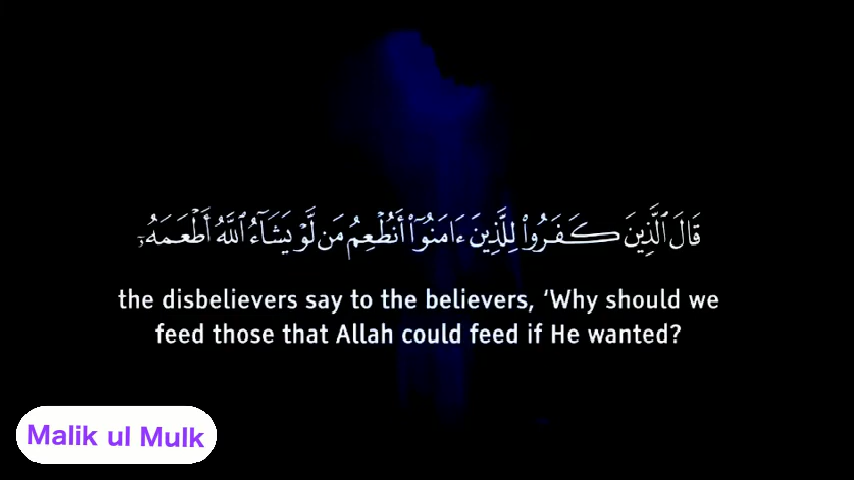 قَالَ ٱلَّذِينَ كَفَرُوا۟ لِلَّذِينَ ءَامَنُوٓا۟ أَنُطْعِمُ مَن لَّوْ يَشَآءُ ٱللَّهُ أَطْعَمَهُۥٓ
the disbelievers say to the believers, ‘Why should we
feed those that Allah could feed if He wanted?
Malik ul Mulk